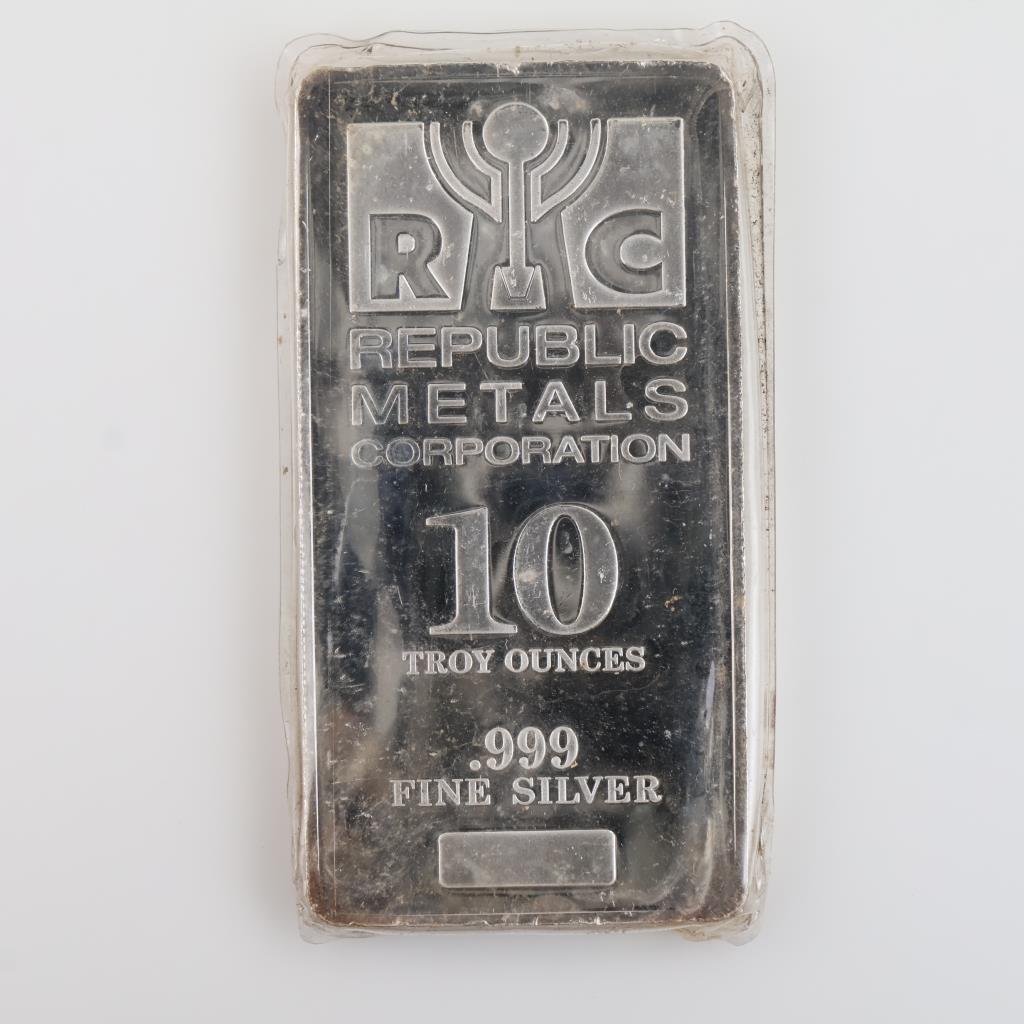 R C
REPUBLIC
METALS
CORPORATION
10
TROY OUNCES
.999
FINE SILVER